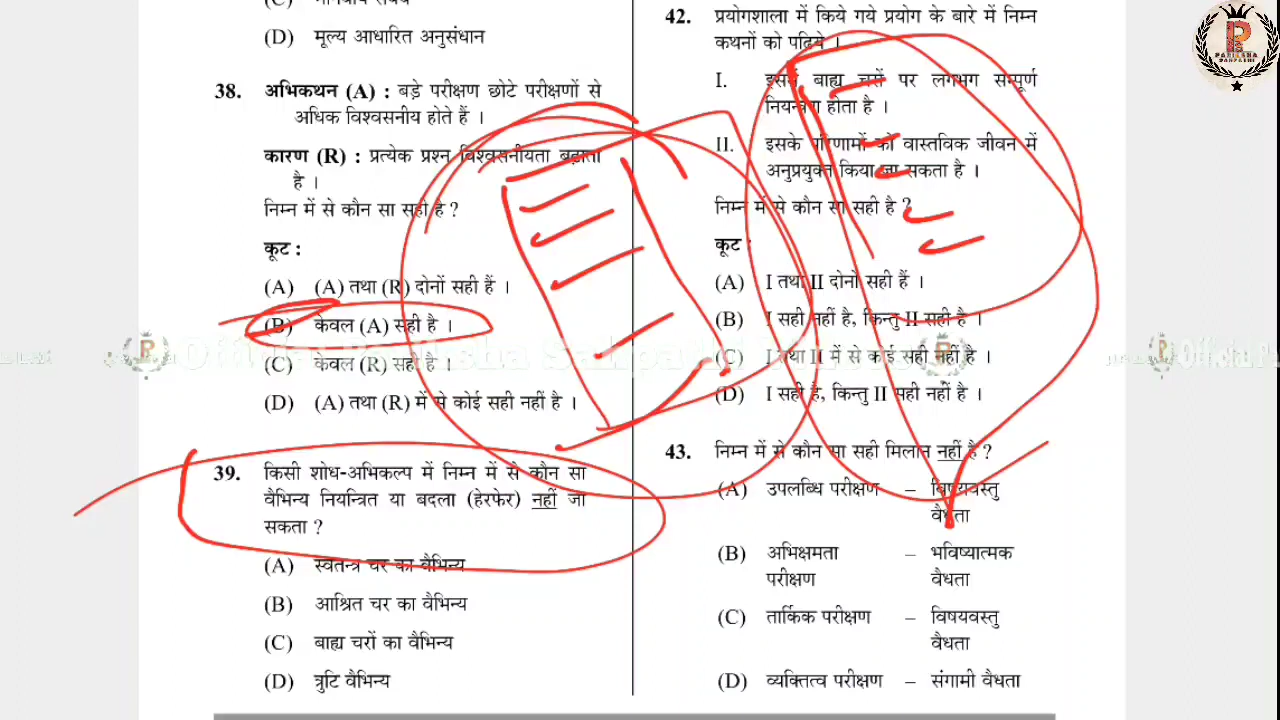 (D) मूल्य आधारित अनुसंधान
38. अभिकथन (A) : बड़े परीक्षण छोटे परीक्षणों से
अधिक विश्वसनीय होते हैं ।
कारण (R) : प्रत्येक प्रश्न विश्वसनीयता बढ़ाता
है ।
निम्न में से कौन सा सही है ?
कूट :
(A) (A) तथा (R) दोनों सही हैं ।
(B) केवल (A) सही है ।
(C) केवल (R) सही है ।
(D) (A) तथा (R) में से कोई सही नहीं है ।
39. किसी शोध-अभिकल्प में निम्न में से कौन सा
वैभिन्य नियन्त्रित या बदला (हेरफेर) नहीं जा
सकता ?
(A) स्वतन्त्र चर का वैभिन्य
(B) आश्रित चर का वैभिन्य
(C) बाह्य चरों का वैभिन्य
(D) त्रुटि वैभिन्य
42. प्रयोगशाला में किये गये प्रयोग के बारे में निम्न
कथनों को पढ़िये ।
I. इसमें बाह्य चरों पर लगभग सम्पूर्ण
नियन्त्रण होता है ।
II. इसके परिणामों को वास्तविक जीवन में
अनुप्रयुक्त किया जा सकता है ।
निम्न में से कौन सा सही है ?
कूट :
(A) I तथा II दोनों सही हैं ।
(B) I सही नहीं है, किन्तु II सही है ।
(C) I तथा II में से कोई सही नहीं है ।
(D) I सही है, किन्तु II सही नहीं है ।
43. निम्न में से कौन सा सही मिलान नहीं है ?
(A) उपलब्धि परीक्षण – विषयवस्तु
वैधता
(B) अभिक्षमता – भविष्यात्मक
परीक्षण वैधता
(C) तार्किक परीक्षण – विषयवस्तु
वैधता
(D) व्यक्तित्व परीक्षण – संगामी वैधता